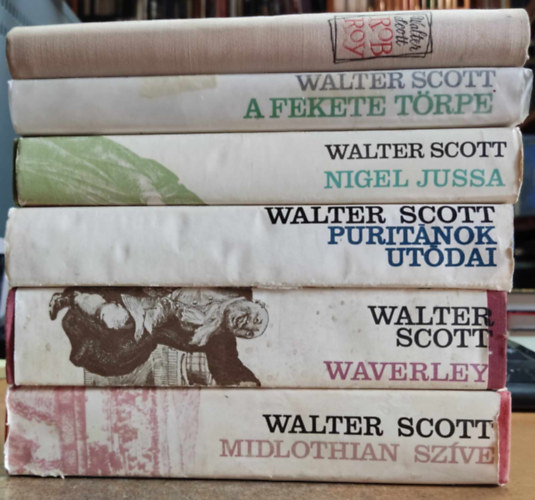 Walter
Scott
ROB
ROY
WALTER SCOTT
A FEKETE TÖRPE
WALTER SCOTT
NIGEL JUSSA
WALTER SCOTT
PURITÁNOK
UTÓDAI
WALTER
SCOTT
WAVERLEY
WALTER SCOTT
MIDLOTHIAN SZÍVE